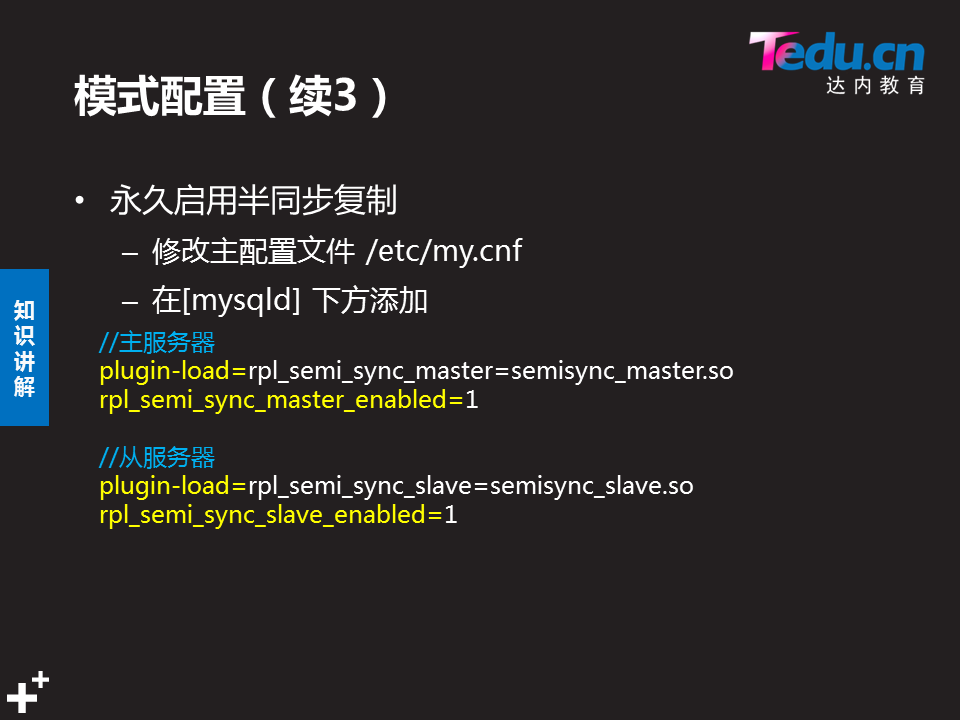 Tedu.cn
达内教育
模式配置（续3）
• 永久启用半同步复制
– 修改主配置文件 /etc/my.cnf
– 在[mysqld] 下方添加
知识讲解
//主服务器
plugin-load=rpl_semi_sync_master=semisync_master.so
rpl_semi_sync_master_enabled=1
//从服务器
plugin-load=rpl_semi_sync_slave=semisync_slave.so
rpl_semi_sync_slave_enabled=1